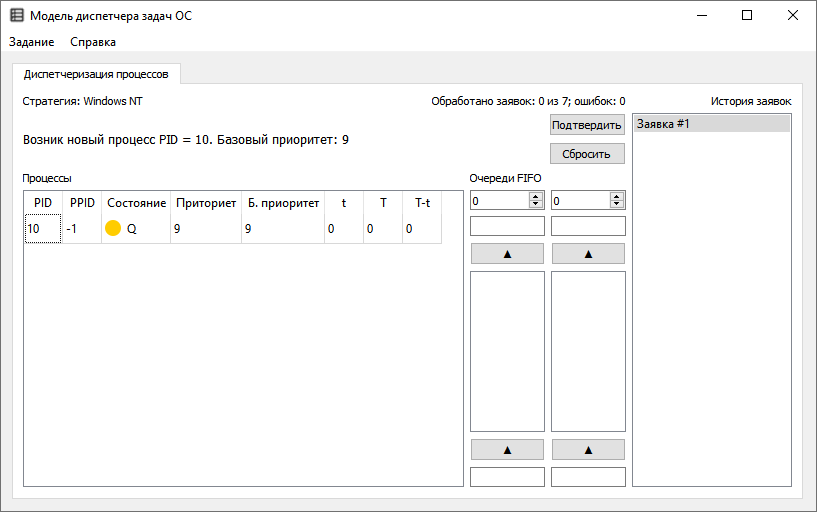 Модель диспетчера задач ОС
Задание Справка
Диспетчеризация процессов
Стратегия: Windows NT Обработано заявок: 0 из 7; ошибок: 0 История заявок
Возник новый процесс PID = 10. Базовый приоритет: 9
Подтвердить
Сбросить
Заявка #1
Процессы Очереди FIFO
PID PPID Состояние Приториет Б. приоритет t T T-t
10 -1 Q 9 9 0 0 0
0 0